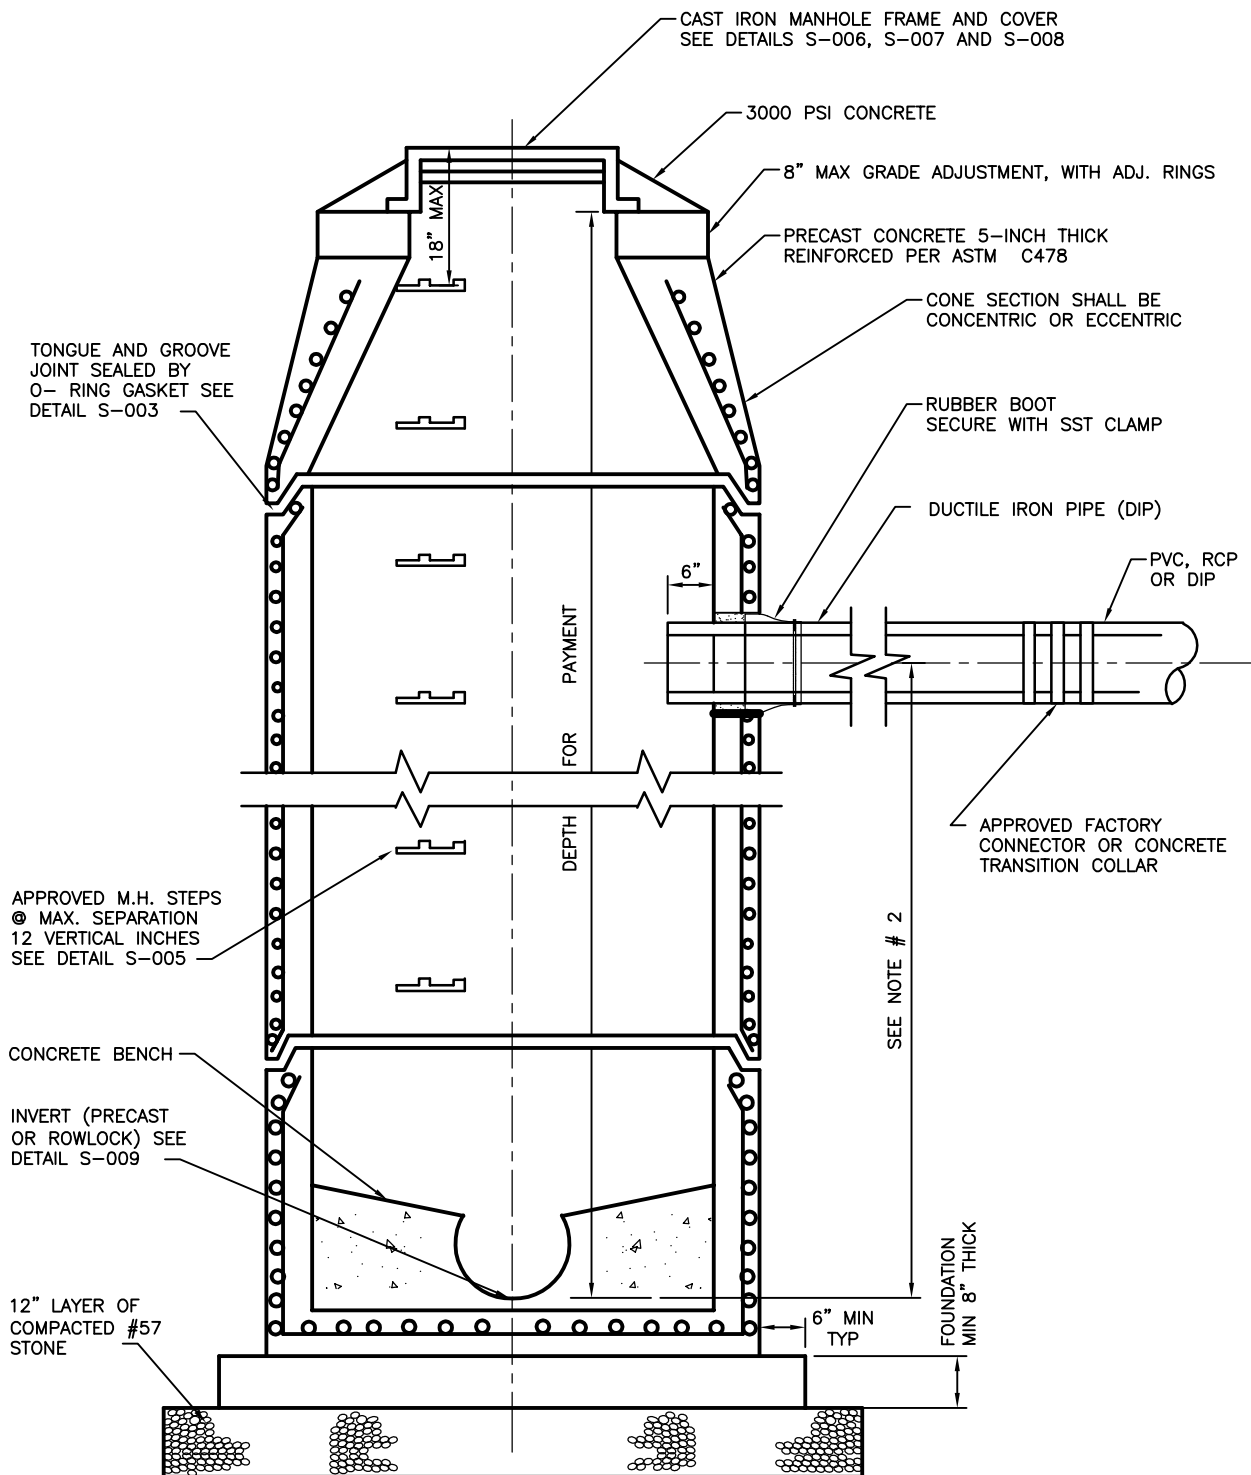 CAST IRON MANHOLE FRAME AND COVER
SEE DETAILS S-006, S-007 AND S-008
3000 PSI CONCRETE
8" MAX GRADE ADJUSTMENT, WITH ADJ. RINGS
18" MAX
PRECAST CONCRETE 5-INCH THICK
REINFORCED PER ASTM C478
CONE SECTION SHALL BE
CONCENTRIC OR ECCENTRIC
TONGUE AND GROOVE
JOINT SEALED BY
O- RING GASKET SEE
DETAIL S-003
RUBBER BOOT
SECURE WITH SST CLAMP
DUCTILE IRON PIPE (DIP)
6"
PVC, RCP
OR DIP
DEPTH FOR PAYMENT
APPROVED FACTORY
CONNECTOR OR CONCRETE
TRANSITION COLLAR
APPROVED M.H. STEPS
@ MAX. SEPARATION
12 VERTICAL INCHES
SEE DETAIL S-005
SEE NOTE # 2
CONCRETE BENCH
INVERT (PRECAST
OR ROWLOCK) SEE
DETAIL S-009
12" LAYER OF
COMPACTED #57
STONE
6" MIN
TYP
FOUNDATION
MIN 8" THICK